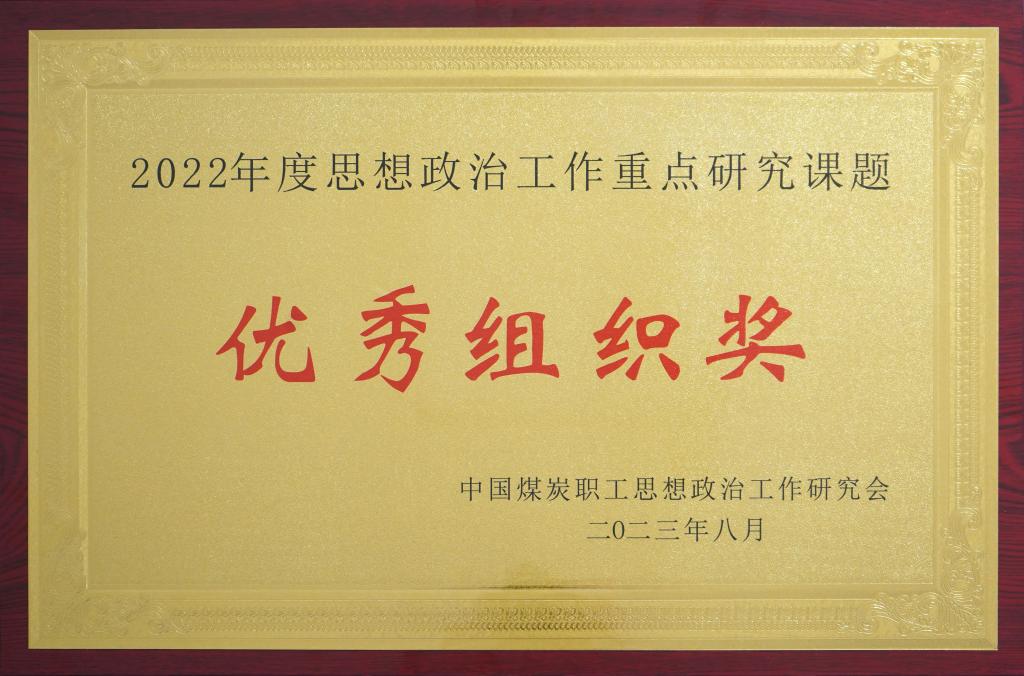 2022年度思想政治工作重点研究课题
优秀组织奖
中国煤炭职工思想政治工作研究会
二〇二三年八月